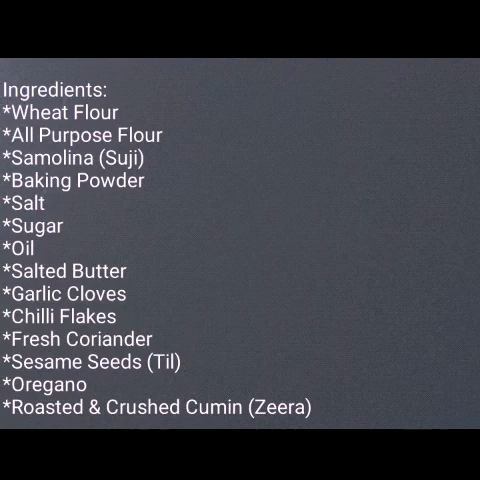 Ingredients:
*Wheat Flour
*All Purpose Flour
*Samolina (Suji)
*Baking Powder
*Salt
*Sugar
*Oil
*Salted Butter
*Garlic Cloves
*Chilli Flakes
*Fresh Coriander
*Sesame Seeds (Til)
*Oregano
*Roasted & Crushed Cumin (Zeera)